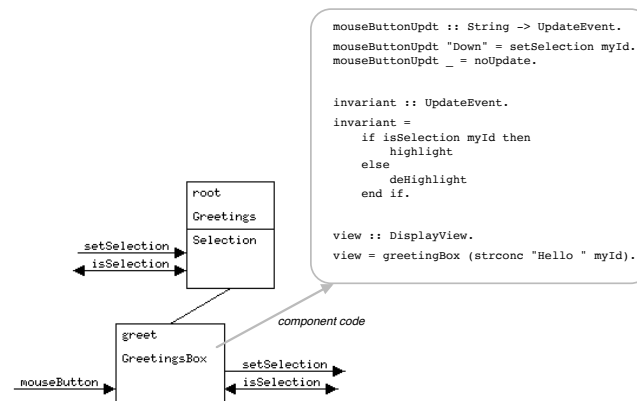 mouseButtonUpdt :: String -> UpdateEvent.
mouseButtonUpdt "Down" = setSelection myId.
mouseButtonUpdt _ = noUpdate.
invariant :: UpdateEvent.
invariant =
if isSelection myId then
highlight
else
deHighlight
end if.
view :: DisplayView.
view = greetingBox (strconc "Hello " myId).
root
Greetings
Selection
setSelection
isSelection
component code
greet
GreetingsBox
mouseButton
setSelection
isSelection